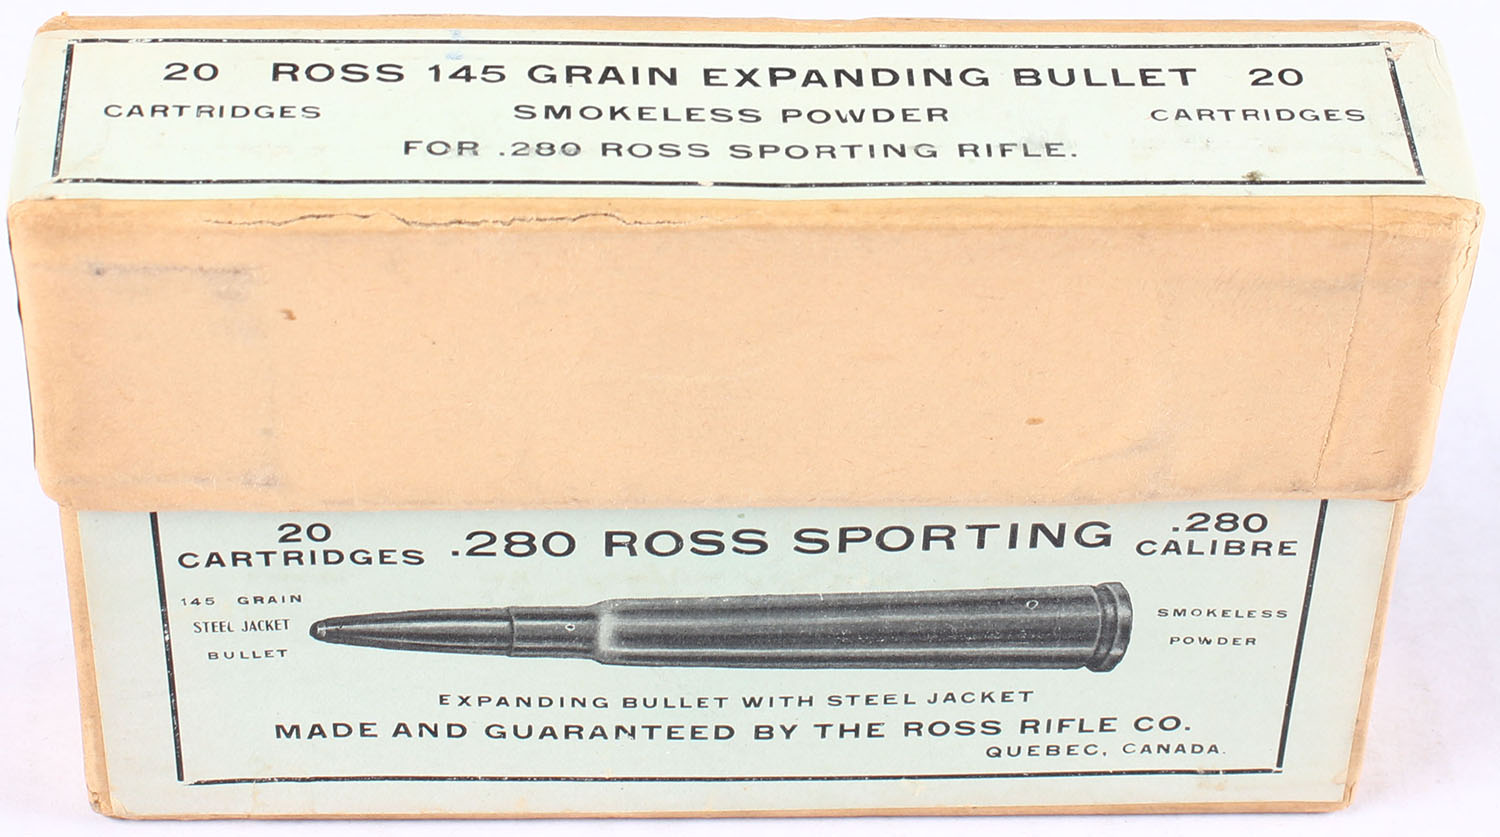 20 ROSS 145 GRAIN EXPANDING BULLET 20
CARTRIDGES SMOKELESS POWDER CARTRIDGES
FOR .280 ROSS SPORTING RIFLE.
20
CARTRIDGES
.280 ROSS SPORTING
.280
CALIBRE
145 GRAIN
STEEL JACKET
BULLET
SMOKELESS
POWDER
EXPANDING BULLET WITH STEEL JACKET
MADE AND GUARANTEED BY THE ROSS RIFLE CO.
QUEBEC, CANADA.